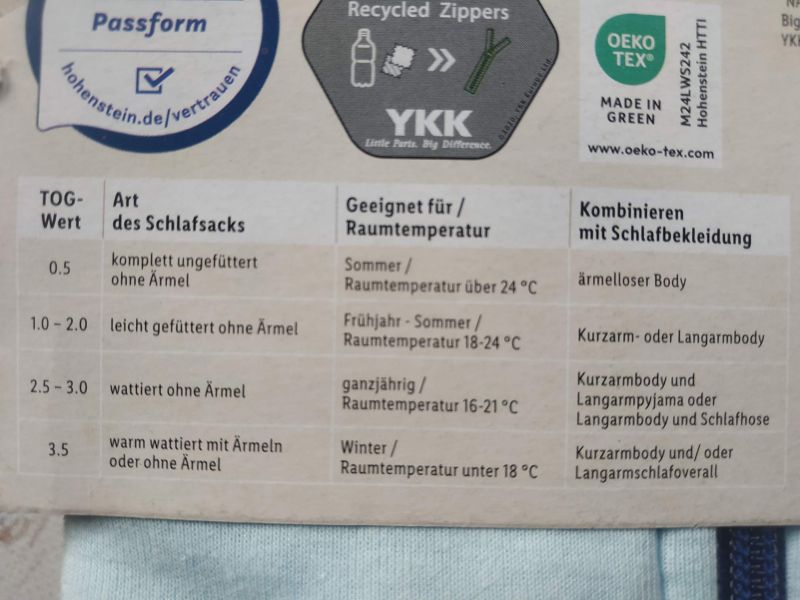 Passform
hohenstein.de/vertrauen
Recycled Zippers
YKK
Little Parts. Big Difference.
OEKO
TEX®
MADE IN
GREEN
M24LWS242
Hohenstein HTTI
www.oeko-tex.com
Big
YKK
TOG-
Wert
Art
des Schlafsacks
Geeignet für /
Raumtemperatur
Kombinieren
mit Schlafbekleidung
0.5
komplett ungefüttert
ohne Ärmel
Sommer /
Raumtemperatur über 24 °C
ärmelloser Body
1.0 – 2.0
leicht gefüttert ohne Ärmel
Frühjahr - Sommer /
Raumtemperatur 18-24 °C
Kurzarm- oder Langarmbody
2.5 – 3.0
wattiert ohne Ärmel
ganzjährig /
Raumtemperatur 16-21 °C
Kurzarmbody und
Langarmpyjama oder
Langarmbody und Schlafhose
3.5
warm wattiert mit Ärmeln
oder ohne Ärmel
Winter /
Raumtemperatur unter 18 °C
Kurzarmbody und/ oder
Langarmschlafoverall